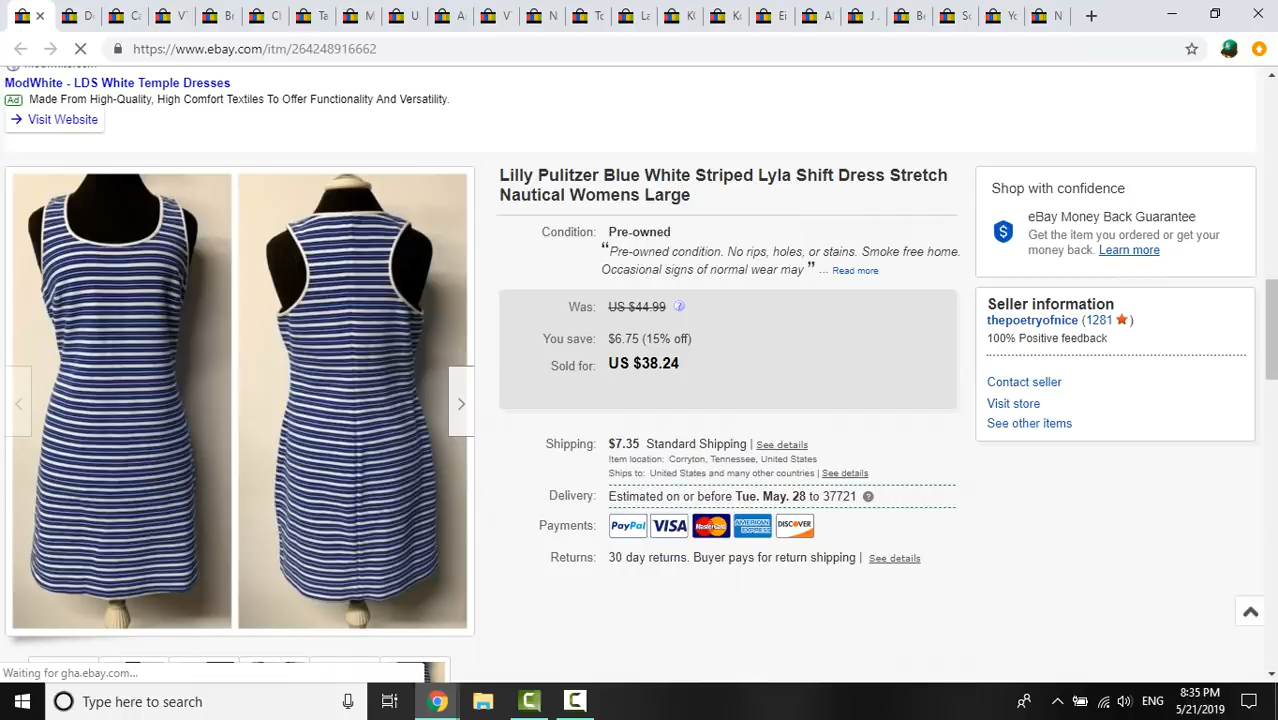 https://www.ebay.com/itm/264248916662
ModWhite - LDS White Temple Dresses
Ad Made From High-Quality, High Comfort Textiles To Offer Functionality And Versatility.
Visit Website
Lilly Pulitzer Blue White Striped Lyla Shift Dress Stretch
Nautical Womens Large
Condition: Pre-owned
“Pre-owned condition. No rips, holes, or stains. Smoke free home.
Occasional signs of normal wear may ” ... Read more
Was: US $44.99
You save: $6.75 (15% off)
Sold for: US $38.24
Shipping: $7.35 Standard Shipping | See details
Item location: Corryton, Tennessee, United States
Ships to: United States and many other countries | See details
Delivery: Estimated on or before Tue. May. 28 to 37721
Payments: PayPal VISA MasterCard AMERICAN EXPRESS DISCOVER
Returns: 30 day returns. Buyer pays for return shipping | See details
Shop with confidence
eBay Money Back Guarantee
Get the item you ordered or get your
money back. Learn more
Seller information
thepoetryofnice (1281 )
100% Positive feedback
Contact seller
Visit store
See other items
Waiting for gha.ebay.com...
Type here to search
ENG
8:35 PM
5/21/2019